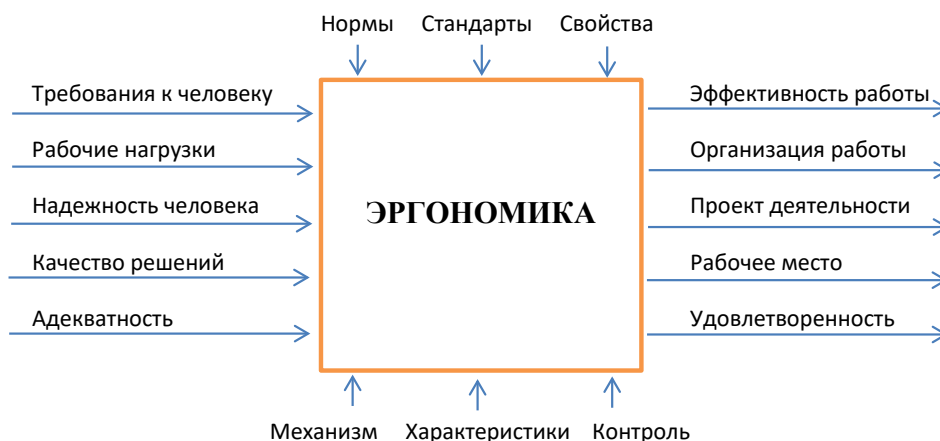 Нормы Стандарты Свойства
Требования к человеку
Эффективность работы
Рабочие нагрузки
Организация работы
Надежность человека
ЭРГОНОМИКА
Проект деятельности
Качество решений
Рабочее место
Адекватность
Удовлетворенность
Механизм Характеристики Контроль